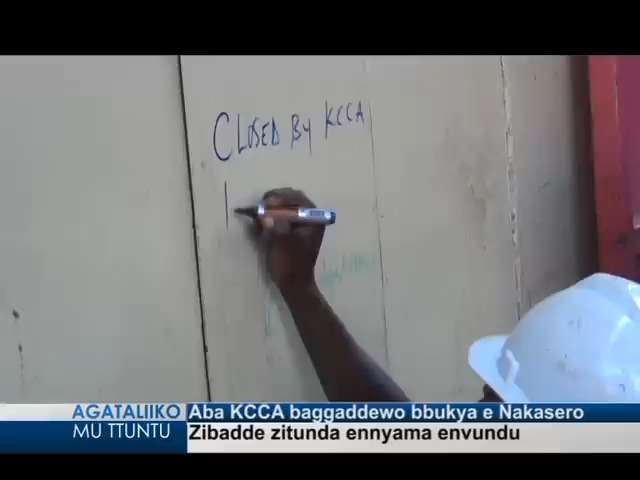 CLOSED BY KCCA
AGATALIIKO MU TTUNTU
Aba KCCA baggaddewo bbukya e Nakasero
Zibadde zitunda ennyama envundu